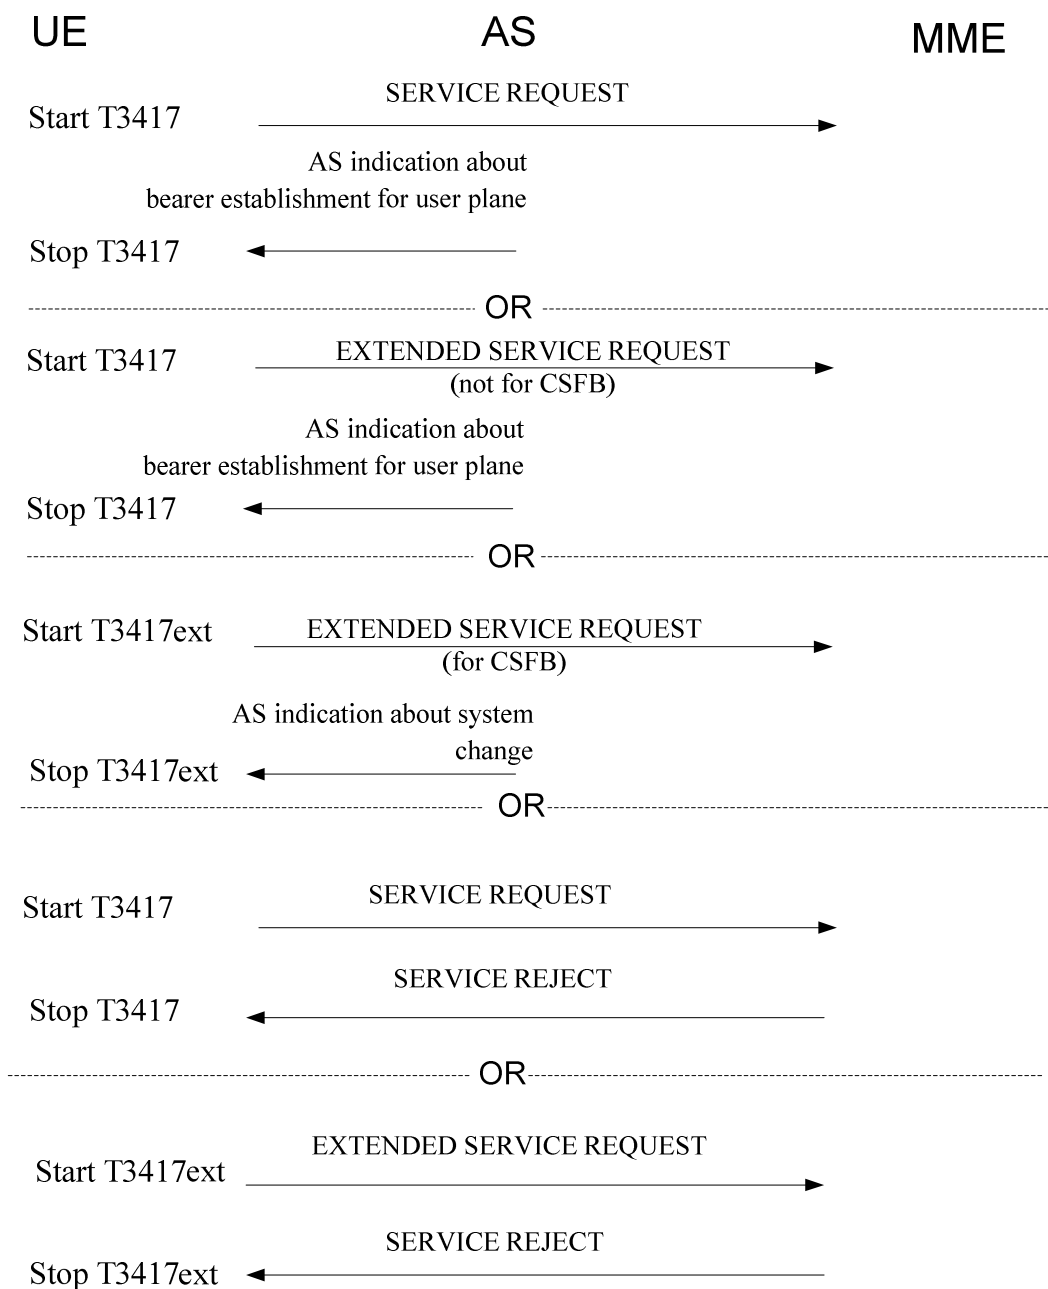 UE AS MME
SERVICE REQUEST
Start T3417
AS indication about
bearer establishment for user plane
Stop T3417
OR
EXTENDED SERVICE REQUEST
Start T3417
(not for CSFB)
AS indication about
bearer establishment for user plane
Stop T3417
OR
Start T3417ext
EXTENDED SERVICE REQUEST
(for CSFB)
AS indication about system
change
Stop T3417ext
OR
SERVICE REQUEST
Start T3417
SERVICE REJECT
Stop T3417
OR
EXTENDED SERVICE REQUEST
Start T3417ext
SERVICE REJECT
Stop T3417ext